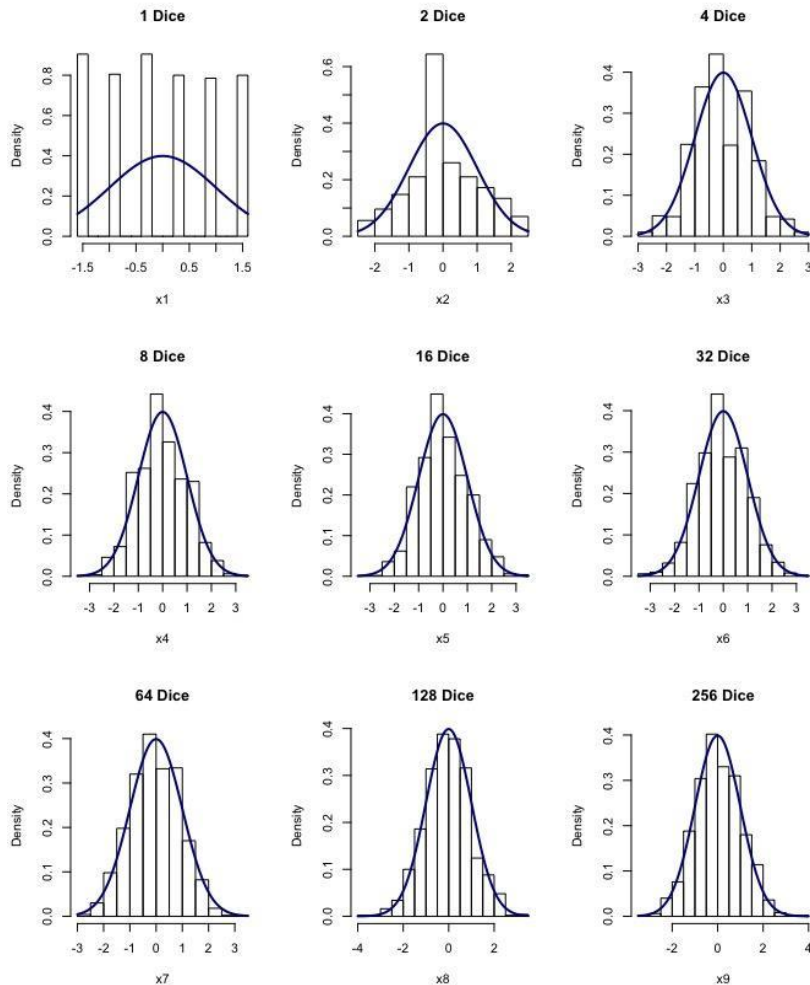 1 Dice
Density
0.0 0.2 0.4 0.6 0.8
-1.5 -0.5 0.5 1.5
x1
2 Dice
Density
0.0 0.2 0.4 0.6
-2 -1 0 1 2
x2
4 Dice
Density
0.0 0.1 0.2 0.3 0.4
-3 -2 -1 0 1 2 3
x3
8 Dice
Density
0.0 0.1 0.2 0.3 0.4
-3 -2 -1 0 1 2 3
x4
16 Dice
Density
0.0 0.1 0.2 0.3 0.4
-3 -2 -1 0 1 2 3
x5
32 Dice
Density
0.0 0.1 0.2 0.3 0.4
-3 -2 -1 0 1 2 3
x6
64 Dice
Density
0.0 0.1 0.2 0.3 0.4
-3 -2 -1 0 1 2 3
x7
128 Dice
Density
0.0 0.1 0.2 0.3 0.4
-4 -2 0 2
x8
256 Dice
Density
0.0 0.1 0.2 0.3 0.4
-2 0 2 4
x9